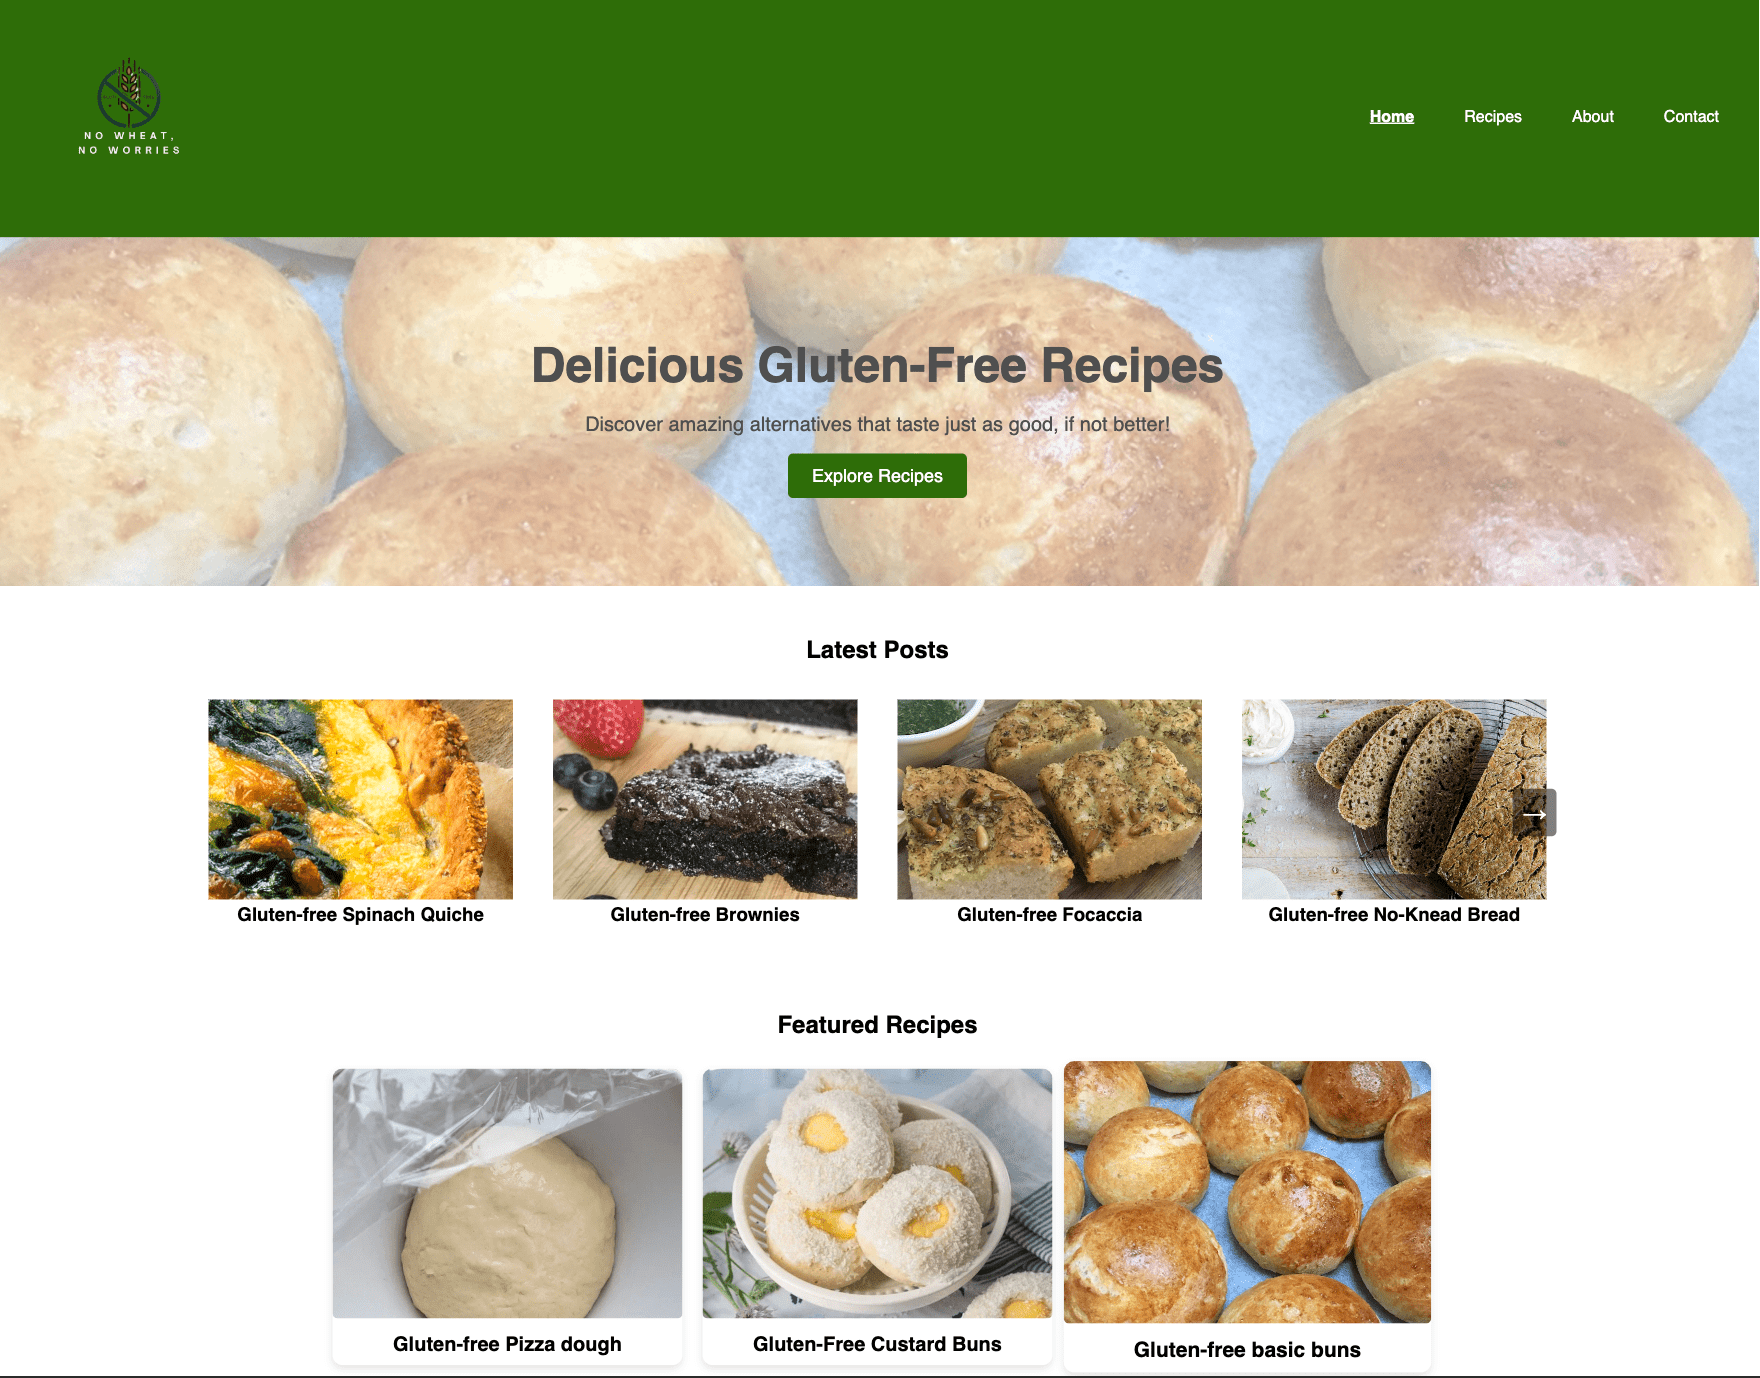 NO WHEAT,
NO WORRIES
Home
Recipes
About
Contact
Delicious Gluten-Free Recipes
Discover amazing alternatives that taste just as good, if not better!
Explore Recipes
Latest Posts
→
Gluten-free Spinach Quiche
Gluten-free Brownies
Gluten-free Focaccia
Gluten-free No-Knead Bread
Featured Recipes
Gluten-free Pizza dough
Gluten-Free Custard Buns
Gluten-free basic buns